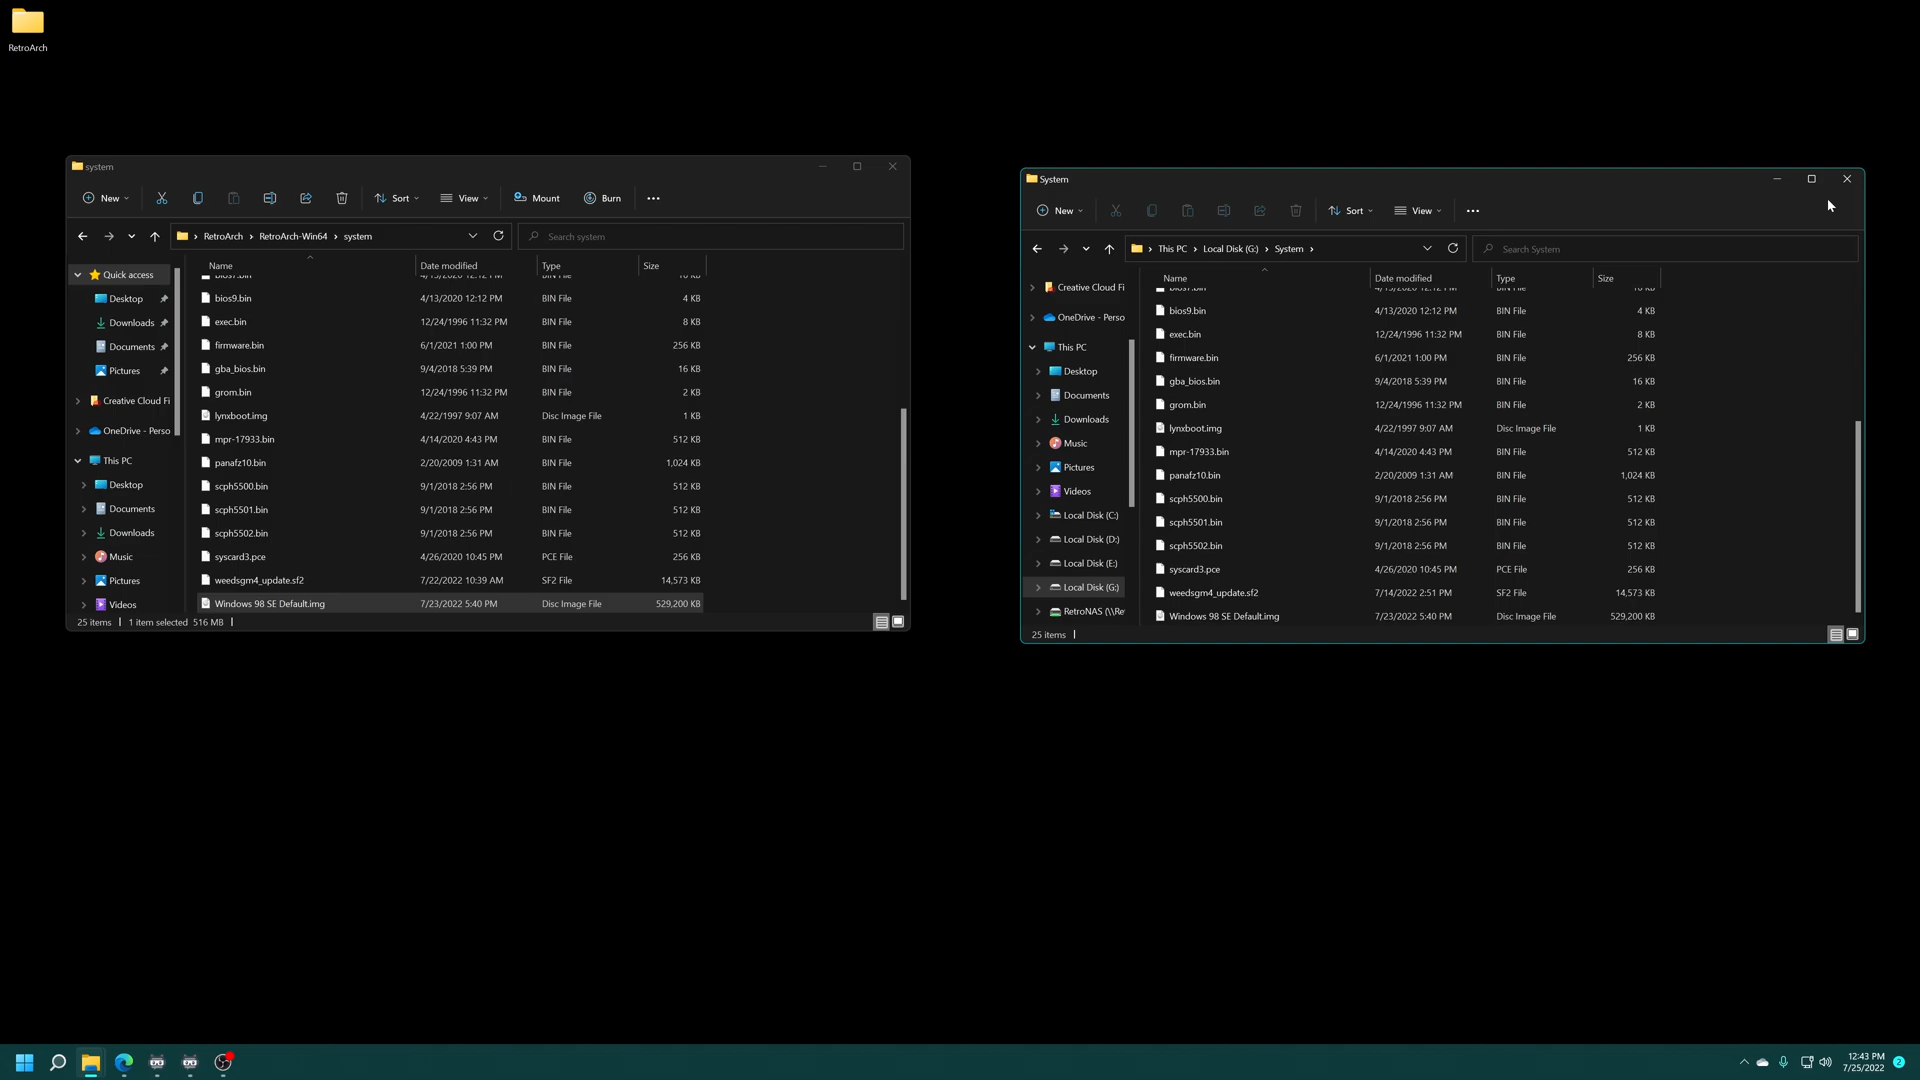 RetroArch
system
New
Sort
View
Mount
Burn
RetroArch > RetroArch-Win64 > system
Search system
Name Date modified Type Size
Quick access
Desktop
Downloads
Documents
Pictures
Creative Cloud Fi
OneDrive - Perso
This PC
Desktop
Documents
Downloads
Music
Pictures
Videos
bios9.bin 4/13/2020 12:12 PM BIN File 4 KB
exec.bin 12/24/1996 11:32 PM BIN File 8 KB
firmware.bin 6/1/2021 1:00 PM BIN File 256 KB
gba_bios.bin 9/4/2018 5:39 PM BIN File 16 KB
grom.bin 12/24/1996 11:32 PM BIN File 2 KB
lynxboot.img 4/22/1997 9:07 AM Disc Image File 1 KB
mpr-17933.bin 4/14/2020 4:43 PM BIN File 512 KB
panafz10.bin 2/20/2009 1:31 AM BIN File 1,024 KB
scph5500.bin 9/1/2018 2:56 PM BIN File 512 KB
scph5501.bin 9/1/2018 2:56 PM BIN File 512 KB
scph5502.bin 9/1/2018 2:56 PM BIN File 512 KB
syscard3.pce 4/26/2020 10:45 PM PCE File 256 KB
weedsgm4_update.sf2 7/22/2022 10:39 AM SF2 File 14,573 KB
Windows 98 SE Default.img 7/23/2022 5:40 PM Disc Image File 529,200 KB
25 items 1 item selected 516 MB
System
New
Sort
View
This PC > Local Disk (G:) > System >
Search System
Name Date modified Type Size
Creative Cloud Fi
OneDrive - Perso
This PC
Desktop
Documents
Downloads
Music
Pictures
Videos
Local Disk (C:)
Local Disk (D:)
Local Disk (E:)
Local Disk (G:)
RetroNAS (\\Re
bios9.bin 4/13/2020 12:12 PM BIN File 4 KB
exec.bin 12/24/1996 11:32 PM BIN File 8 KB
firmware.bin 6/1/2021 1:00 PM BIN File 256 KB
gba_bios.bin 9/4/2018 5:39 PM BIN File 16 KB
grom.bin 12/24/1996 11:32 PM BIN File 2 KB
lynxboot.img 4/22/1997 9:07 AM Disc Image File 1 KB
mpr-17933.bin 4/14/2020 4:43 PM BIN File 512 KB
panafz10.bin 2/20/2009 1:31 AM BIN File 1,024 KB
scph5500.bin 9/1/2018 2:56 PM BIN File 512 KB
scph5501.bin 9/1/2018 2:56 PM BIN File 512 KB
scph5502.bin 9/1/2018 2:56 PM BIN File 512 KB
syscard3.pce 4/26/2020 10:45 PM PCE File 256 KB
weedsgm4_update.sf2 7/14/2022 2:51 PM SF2 File 14,573 KB
Windows 98 SE Default.img 7/23/2022 5:40 PM Disc Image File 529,200 KB
25 items
12:43 PM
7/25/2022
2